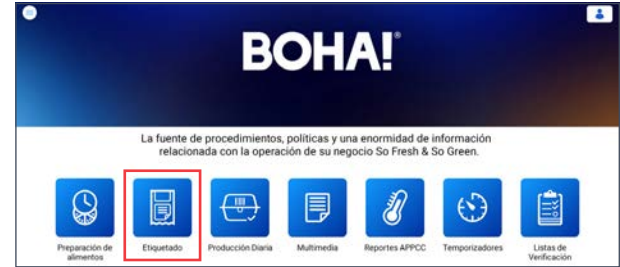 BOHA!®
La fuente de procedimientos, políticas y una enormidad de información
relacionada con la operación de su negocio So Fresh & So Green.
Preparación de
alimentos
Etiquetado
Producción Diaria
Multimedia
Reportes APPCC
Temporizadores
Listas de
Verificación